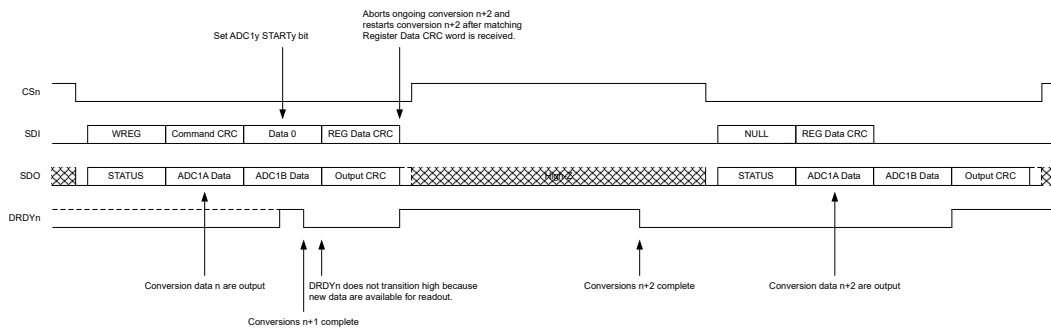 Aborts ongoing conversion n+2 and
restarts conversion n+2 after matching
Register Data CRC word is received.
Set ADC1y STARTy bit
CSn
SDI WREG Command CRC Data 0 REG Data CRC NULL REG Data CRC
SDO STATUS ADC1A Data ADC1B Data Output CRC High-Z STATUS ADC1A Data ADC1B Data Output CRC
DRDYn
Conversion data n are output
DRDYn does not transition high because
new data are available for readout.
Conversions n+2 complete
Conversion data n+2 are output
Conversions n+1 complete